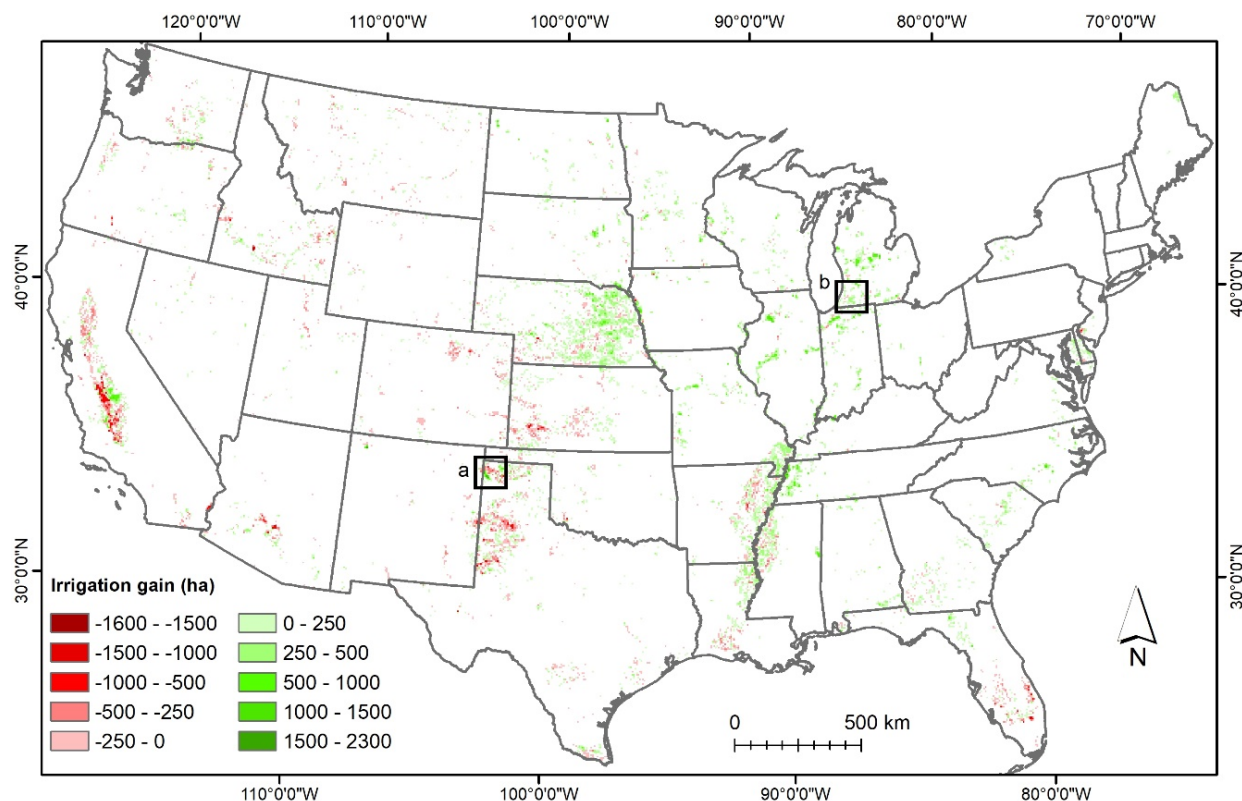 120°0'0"W 110°0'0"W 100°0'0"W 90°0'0"W 80°0'0"W 70°0'0"W
40°0'0"N
40°0'0"N
b
a
30°0'0"N
30°0'0"N
Irrigation gain (ha)
-1600 - -1500
-1500 - -1000
-1000 - -500
-500 - -250
-250 - 0
0 - 250
250 - 500
500 - 1000
1000 - 1500
1500 - 2300
0 500 km
N
110°0'0"W 100°0'0"W 90°0'0"W 80°0'0"W